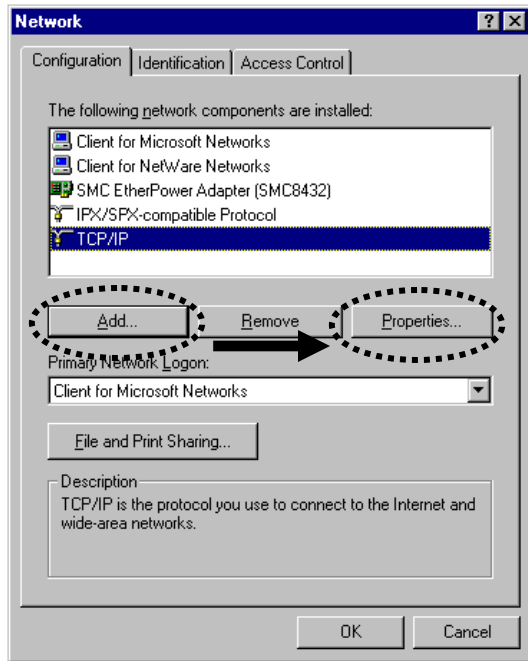 Network
Configuration Identification Access Control
The following network components are installed:
Client for Microsoft Networks
Client for NetWare Networks
SMC EtherPower Adapter (SMC8432)
IPX/SPX-compatible Protocol
TCP/IP
Add... Remove Properties...
Primary Network Logon:
Client for Microsoft Networks
File and Print Sharing...
Description
TCP/IP is the protocol you use to connect to the Internet and
wide-area networks.
OK Cancel